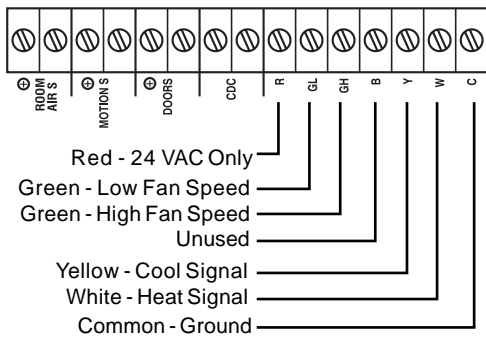 ⊕ ROOM AIR S
⊕ MOTION S
⊕ DOORS
CDC
R
GL
GH
B
Y
W
C
Red - 24 VAC Only
Green - Low Fan Speed
Green - High Fan Speed
Unused
Yellow - Cool Signal
White - Heat Signal
Common - Ground